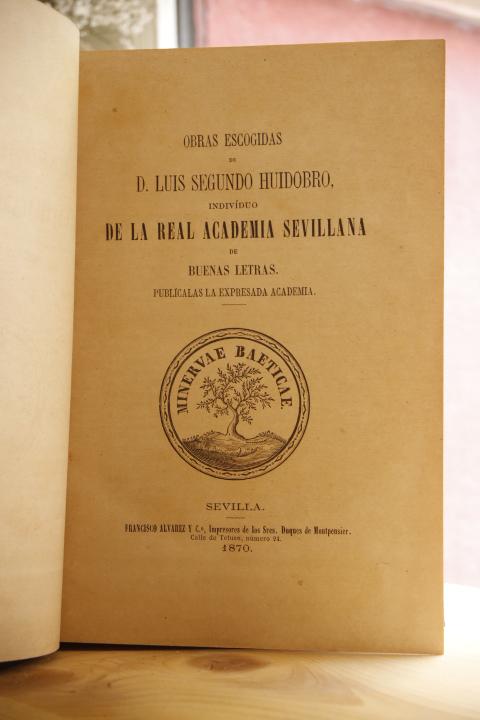 OBRAS ESCOGIDAS
DE
D. LUIS SEGUNDO HUIDOBRO,
INDIVÍDUO
DE LA REAL ACADEMIA SEVILLANA
DE
BUENAS LETRAS.
PUBLÍCALAS LA EXPRESADA ACADEMIA.
MINERVAE BAETICAE.
SEVILLA.
FRANCISCO ALVAREZ Y C.ª, Impresores de los Sres. Duques de Montpensier.
Calle de Tetuan, número 24.
1870.